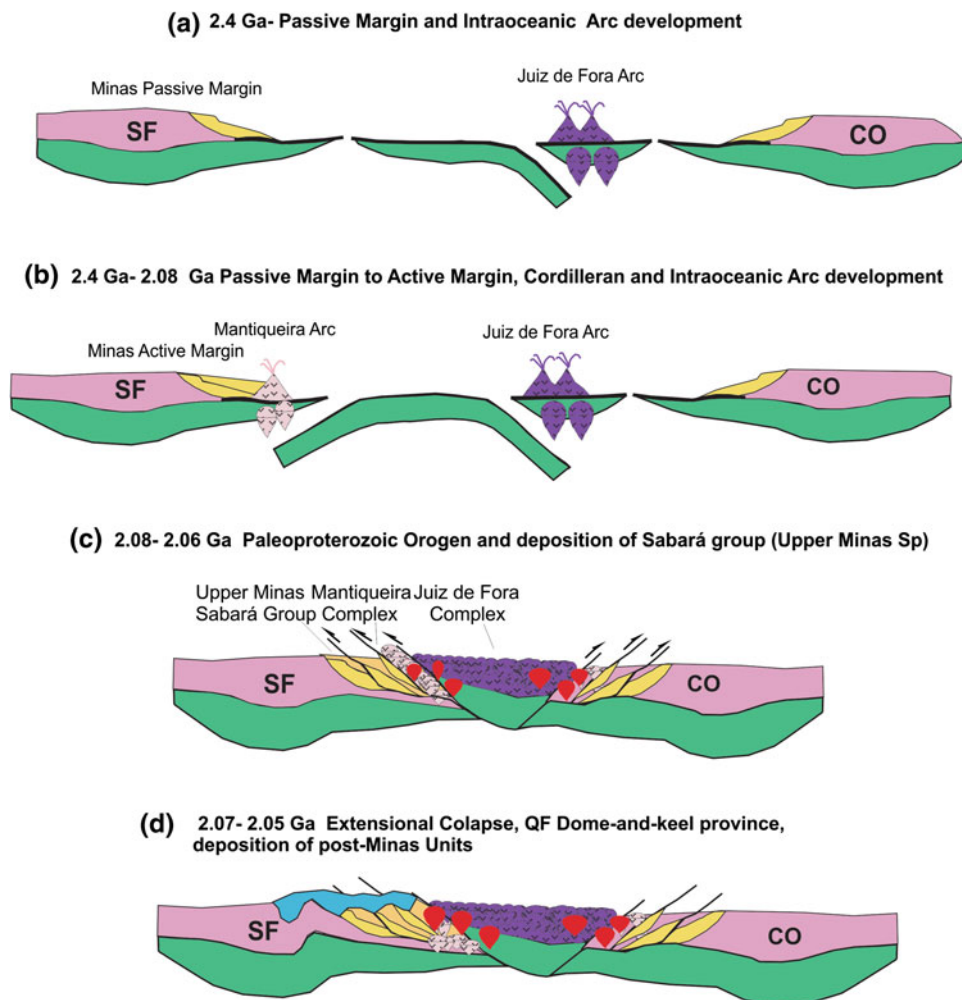 (a) 2.4 Ga- Passive Margin and Intraoceanic Arc development
Juiz de Fora Arc
Minas Passive Margin
SF
CO
(b) 2.4 Ga- 2.08 Ga Passive Margin to Active Margin, Cordilleran and Intraoceanic Arc development
Mantiqueira Arc
Juiz de Fora Arc
Minas Active Margin
SF
CO
(c) 2.08- 2.06 Ga Paleoproterozoic Orogen and deposition of Sabará group (Upper Minas Sp)
Upper Minas Mantiqueira Juiz de Fora
Sabará Group Complex Complex
SF
CO
(d) 2.07- 2.05 Ga Extensional Colapse, QF Dome-and-keel province,
deposition of post-Minas Units
SF
CO